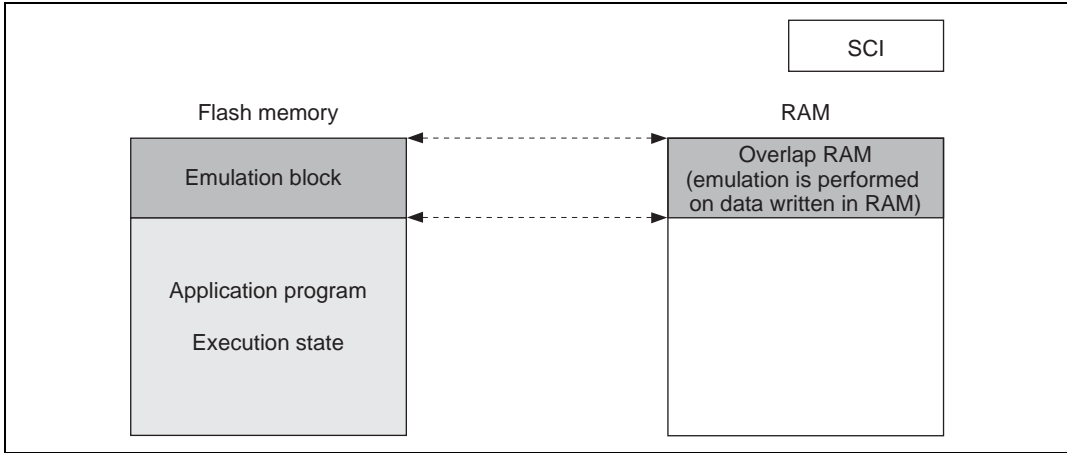 SCI
Flash memory
RAM
Emulation block
Overlap RAM
(emulation is performed
on data written in RAM)
Application program
Execution state